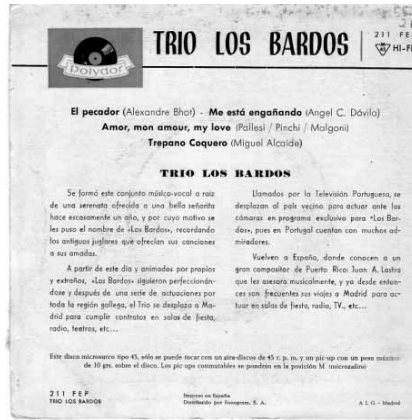 Polydor
TRIO LOS BARDOS
211 FEP
HI-FI
El pecador (Alexandre Bhot) - Me está engañando (Angel C. Dávila)
Amor, mon amour, my love (Pallesi / Pinchi / Malgoni)
Trepano Coquero (Miguel Alcaide)
TRIO LOS BARDOS
Se formó este conjunto músico-vocal a raíz
de una serenata ofrecida a una bella señorita
hace escasamente un año, y por cuyo motivo se
les puso el nombre de «Los Bardos», recordando
los antiguos juglares que ofrecían sus canciones
a sus amadas.
A partir de este día y animados por propios
y extraños, «Los Bardos» siguieron perfeccionán-
dose y después de una serie de actuaciones por
toda la región gallega, el Trío se desplaza a Ma-
drid para cumplir contratos en salas de fiesta,
radio, teatros, etc...
Llamados por la Televisión Portuguesa, se
desplazan al país vecino para actuar ante las
cámaras en programa exclusivo para «Los Bar-
dos», pues en Portugal cuentan con muchos ad-
miradores.
Vuelven a España, donde conocen a un
gran compositor de Puerto Rico: Juan A. Lastra
que les asesora musicalmente, y ya desde enton-
ces son frecuentes sus viajes a Madrid para ac-
tuar en salas de fiesta, radio, TV., etc...
Este disco microsurco tipo 45, sólo se puede tocar con un gira-discos de 45 r. p. m. y un pic-up con un peso máximo
de 10 grs. sobre el disco. Los pic-ups conmutables se pondrán en la posición M (microzafiro)
211 FEP
TRIO LOS BARDOS
Impreso en España
Distribuido por Fonogram, S. A.
A L G - Madrid